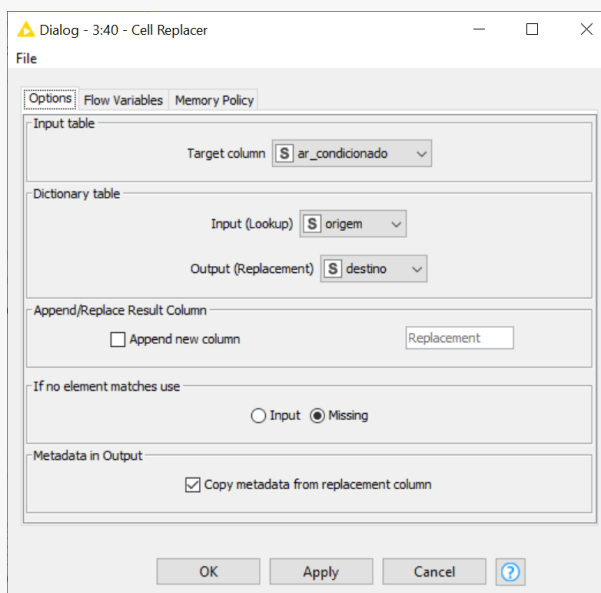 Dialog - 3:40 - Cell Replacer
File
Options Flow Variables Memory Policy
Input table
Target column S ar_condicionado
Dictionary table
Input (Lookup) S origem
Output (Replacement) S destino
Append/Replace Result Column
Append new column Replacement
If no element matches use
Input Missing
Metadata in Output
Copy metadata from replacement column
OK Apply Cancel ?